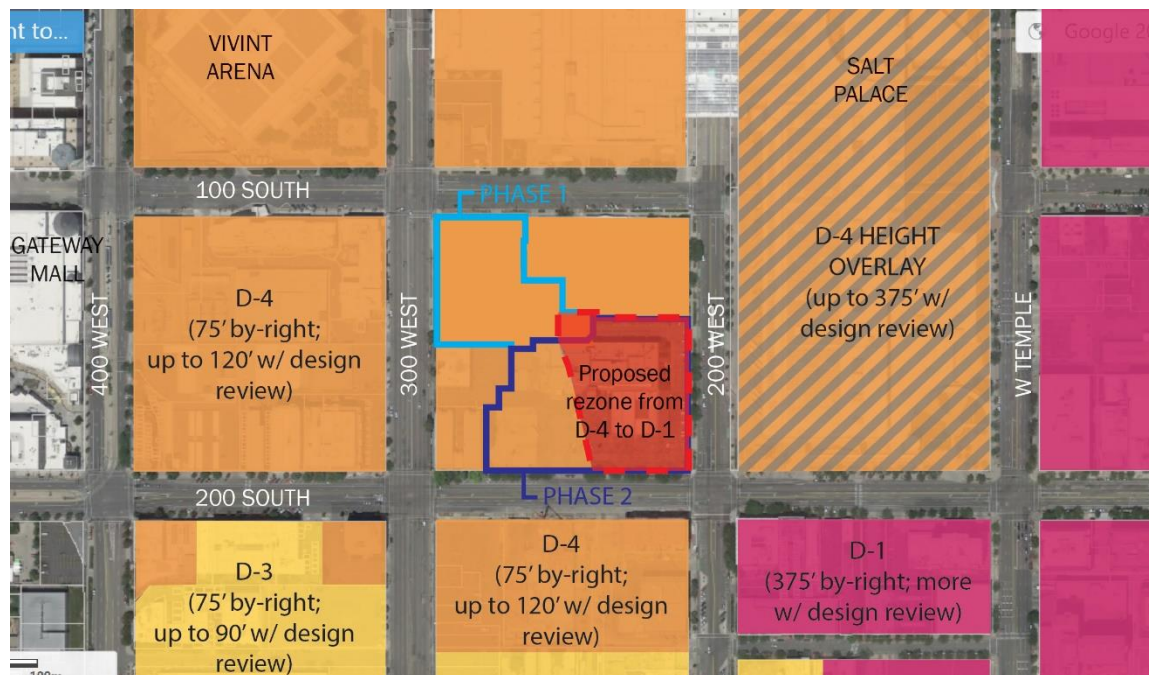 nt to...
VIVINT
ARENA
SALT
PALACE
Google 20
100 SOUTH
PHASE 1
GATEWAY
MALL
400 WEST
D-4
(75' by-right;
up to 120' w/ design
review)
300 WEST
Proposed
rezone from
D-4 to D-1
200 WEST
D-4 HEIGHT
OVERLAY
(up to 375' w/
design review)
W TEMPLE
200 SOUTH
PHASE 2
D-3
(75' by-right;
up to 90' w/ design
review)
D-4
(75' by-right;
up to 120' w/ design
review)
D-1
(375' by-right; more
w/ design review)